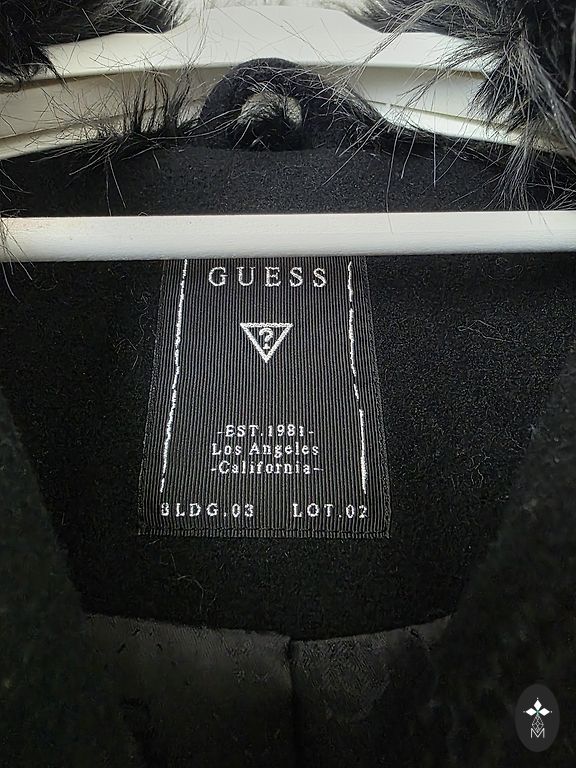 GUESS
?
-EST.1981-
Los Angeles
-California-
BLDG.03 LOT.02
M